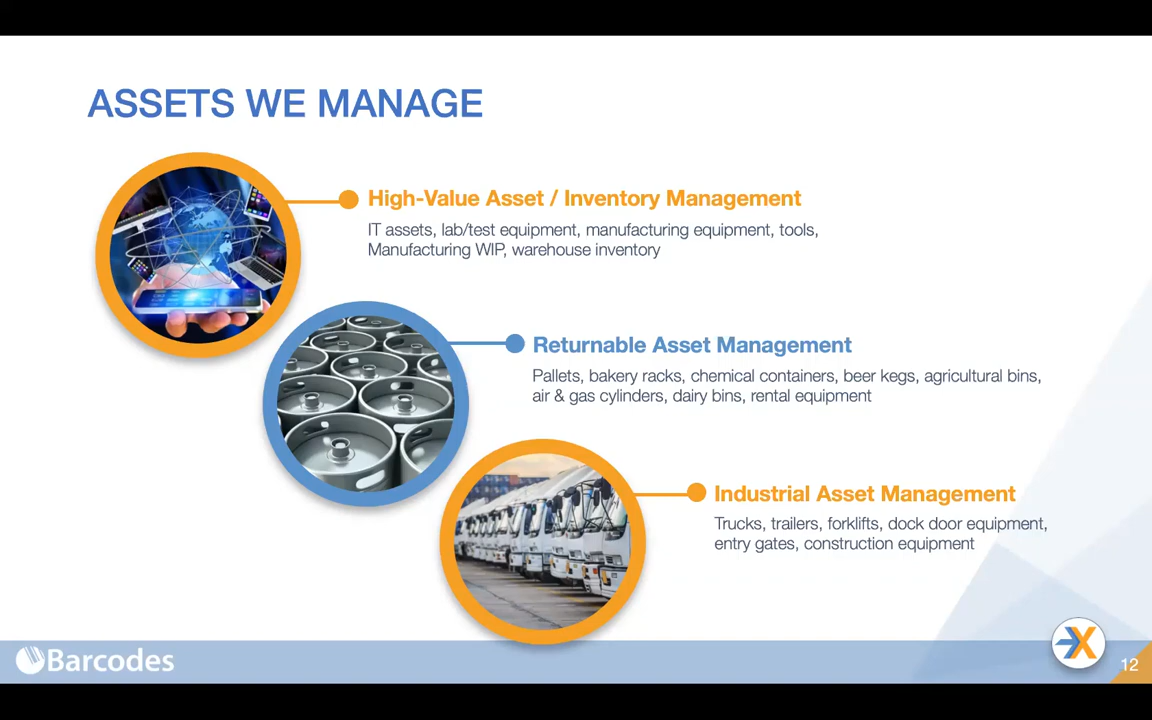 ASSETS WE MANAGE
High-Value Asset / Inventory Management
IT assets, lab/test equipment, manufacturing equipment, tools,
Manufacturing WIP, warehouse inventory
Returnable Asset Management
Pallets, bakery racks, chemical containers, beer kegs, agricultural bins,
air & gas cylinders, dairy bins, rental equipment
Industrial Asset Management
Trucks, trailers, forklifts, dock door equipment,
entry gates, construction equipment
Barcodes
X
12